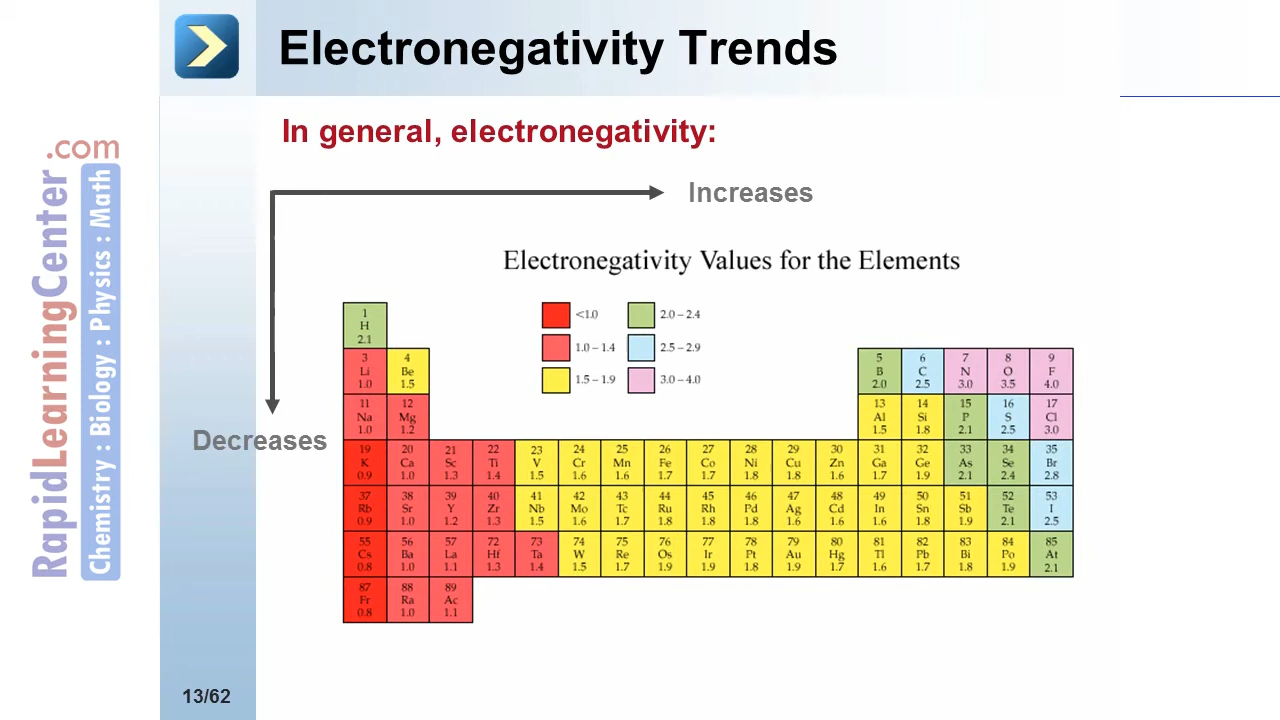 Electronegativity Trends
In general, electronegativity:
Increases
Decreases
Electronegativity Values for the Elements
<1.0
2.0 – 2.4
1.0 – 1.4
2.5 – 2.9
1.5 – 1.9
3.0 – 4.0
1
H
2.1
3 4 5 6 7 8 9
Li Be B C N O F
1.0 1.5 2.0 2.5 3.0 3.5 4.0
11 12 13 14 15 16 17
Na Mg Al Si P S Cl
1.0 1.2 1.5 1.8 2.1 2.5 3.0
19 20 21 22 23 24 25 26 27 28 29 30 31 32 33 34 35
K Ca Sc Ti V Cr Mn Fe Co Ni Cu Zn Ga Ge As Se Br
0.9 1.0 1.3 1.4 1.5 1.6 1.6 1.7 1.7 1.8 1.8 1.6 1.7 1.9 2.1 2.4 2.8
37 38 39 40 41 42 43 44 45 46 47 48 49 50 51 52 53
Rb Sr Y Zr Nb Mo Tc Ru Rh Pd Ag Cd In Sn Sb Te I
0.9 1.0 1.2 1.3 1.5 1.6 1.7 1.8 1.8 1.8 1.6 1.6 1.6 1.8 1.9 2.1 2.5
55 56 57 72 73 74 75 76 77 78 79 80 81 82 83 84 85
Cs Ba La Hf Ta W Re Os Ir Pt Au Hg Tl Pb Bi Po At
0.8 1.0 1.1 1.3 1.4 1.5 1.7 1.9 1.9 1.8 1.9 1.7 1.6 1.7 1.8 1.9 2.1
87 88 89
Fr Ra Ac
0.8 1.0 1.1
RapidLearningCenter.com
Chemistry : Biology : Physics : Math
13/62